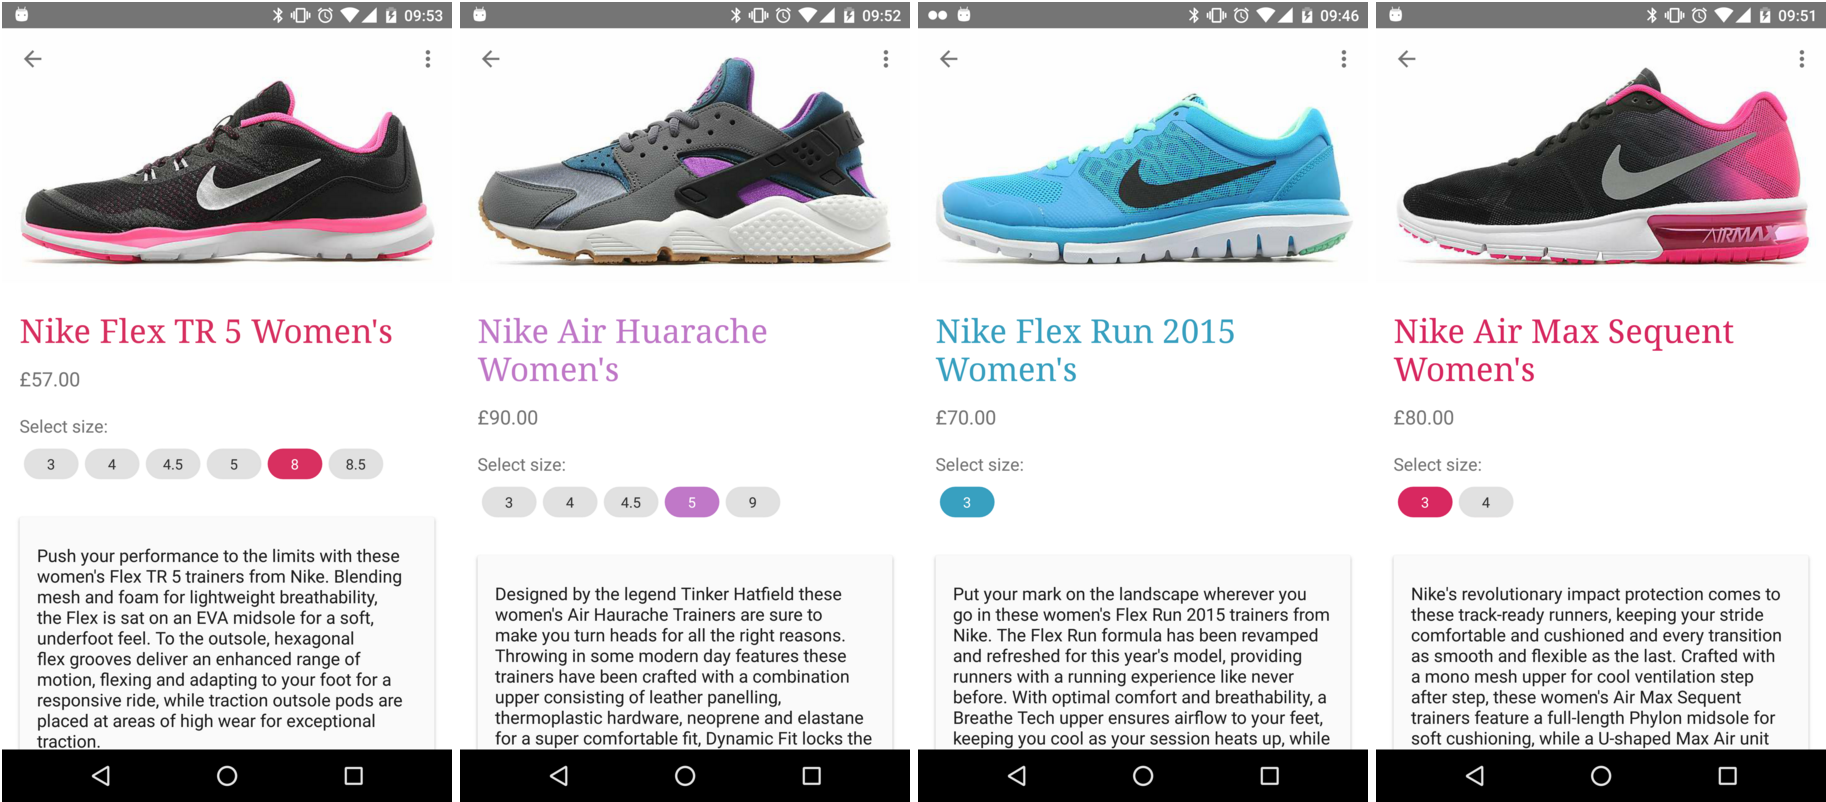 09:53
Nike Flex TR 5 Women's
£57.00
Select size:
3 4 4.5 5 8 8.5
Push your performance to the limits with these
women's Flex TR 5 trainers from Nike. Blending
mesh and foam for lightweight breathability,
the Flex is sat on an EVA midsole for a soft,
underfoot feel. To the outsole, hexagonal
flex grooves deliver an enhanced range of
motion, flexing and adapting to your foot for a
responsive ride, while traction outsole pods are
placed at areas of high wear for exceptional
traction.
09:52
Nike Air Huarache
Women's
£90.00
Select size:
3 4 4.5 5 9
Designed by the legend Tinker Hatfield these
women's Air Haurache Trainers are sure to
make you turn heads for all the right reasons.
Throwing in some modern day features these
trainers have been crafted with a combination
upper consisting of leather panelling,
thermoplastic hardware, neoprene and elastane
for a super comfortable fit, Dynamic Fit locks the
09:46
Nike Flex Run 2015
Women's
£70.00
Select size:
3
Put your mark on the landscape wherever you
go in these women's Flex Run 2015 trainers from
Nike. The Flex Run formula has been revamped
and refreshed for this year's model, providing
runners with a running experience like never
before. With optimal comfort and breathability, a
Breathe Tech upper ensures airflow to your feet,
keeping you cool as your session heats up, while
09:51
AIRMAX
Nike Air Max Sequent
Women's
£80.00
Select size:
3 4
Nike's revolutionary impact protection comes to
these track-ready runners, keeping your stride
comfortable and cushioned and every transition
as smooth and flexible as the last. Crafted with
a mono mesh upper for cool ventilation step
after step, these women's Air Max Sequent
trainers feature a full-length Phylon midsole for
soft cushioning, while a U-shaped Max Air unit